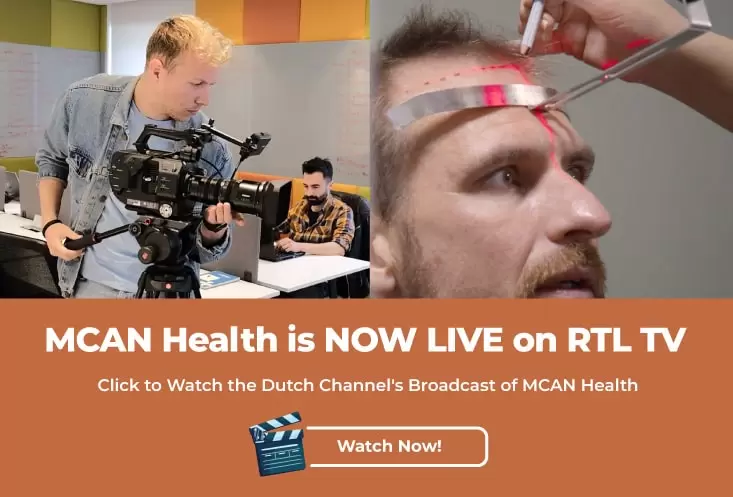 MCAN Health is NOW LIVE on RTL TV
Click to Watch the Dutch Channel's Broadcast of MCAN Health
Watch Now!